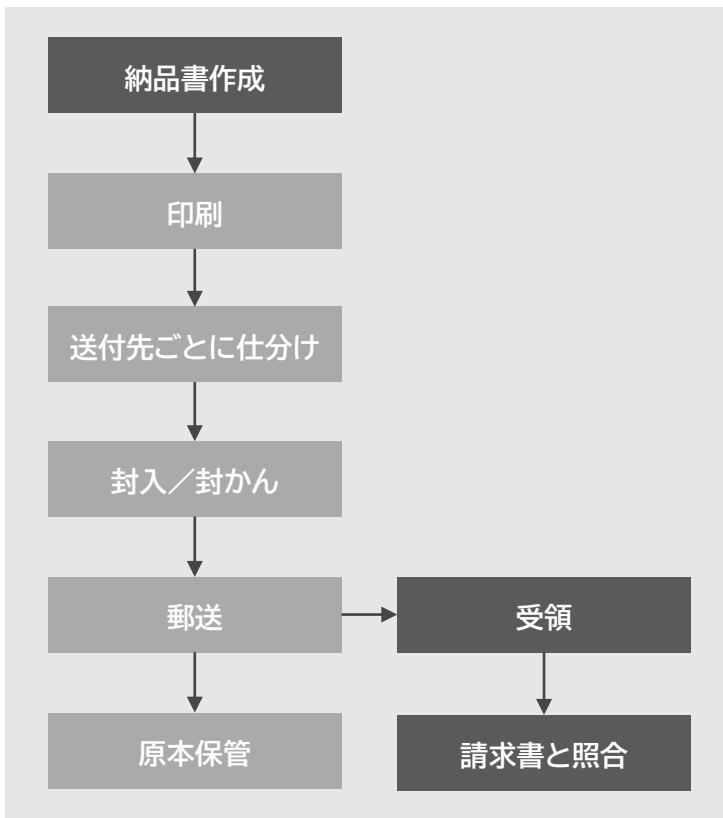 納品書作成
印刷
送付先ごとに仕分け
封入／封かん
郵送
受領
原本保管
請求書と照合